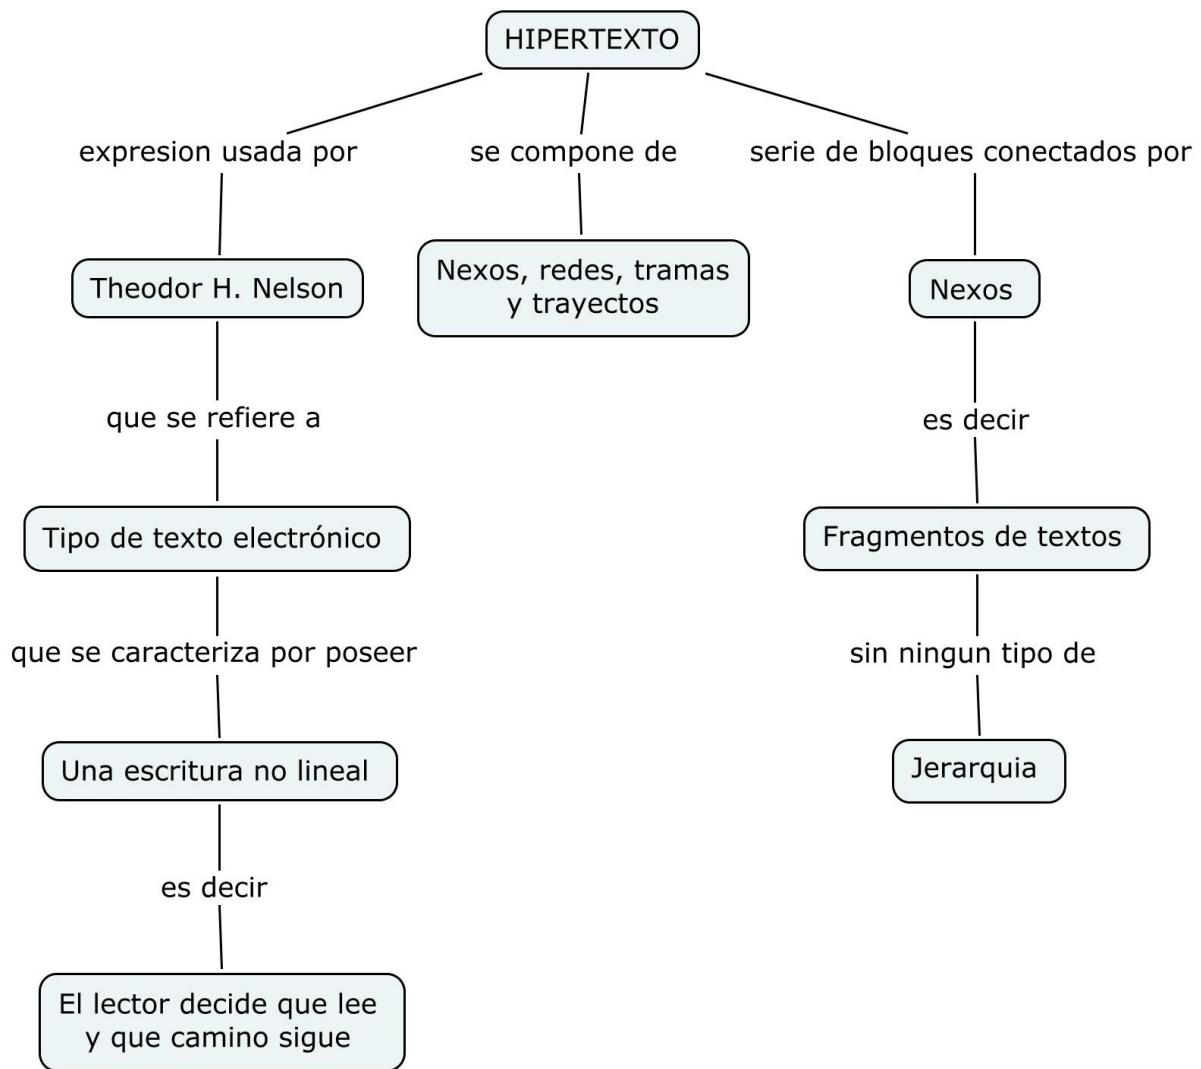 HIPERTEXTO
expresion usada por
se compone de
serie de bloques conectados por
Theodor H. Nelson
Nexos, redes, tramas
y trayectos
Nexos
que se refiere a
es decir
Tipo de texto electrónico
Fragmentos de textos
que se caracteriza por poseer
sin ningun tipo de
Una escritura no lineal
Jerarquia
es decir
El lector decide que lee
y que camino sigue